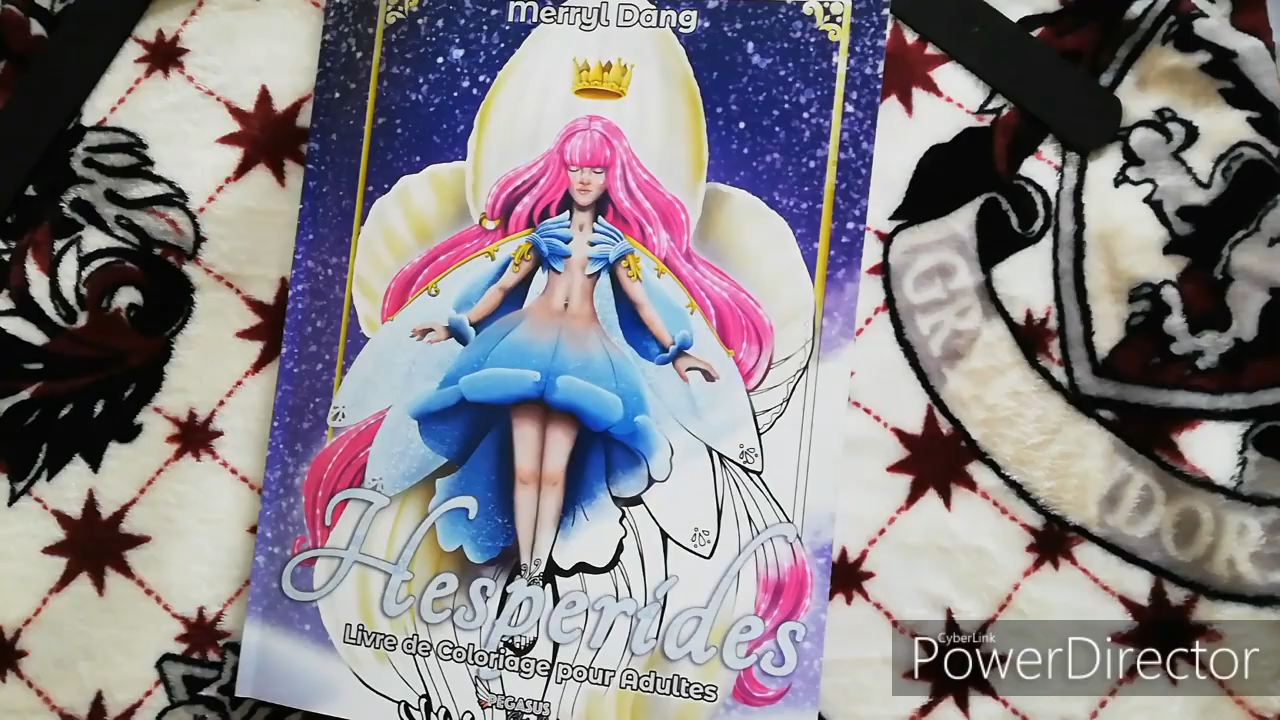 Merryl Dang
Hesperides
Livre de Coloriage pour Adultes
PEGASUS
GR
DOR
CyberLink
PowerDirector